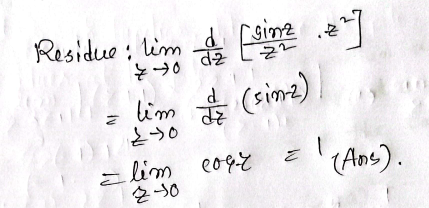 Residue : lim z→0 d/dz [ sinz/z² . z² ]
= lim z→0 d/dz (sinz)
= lim z→0 cosz = 1 (Ans).